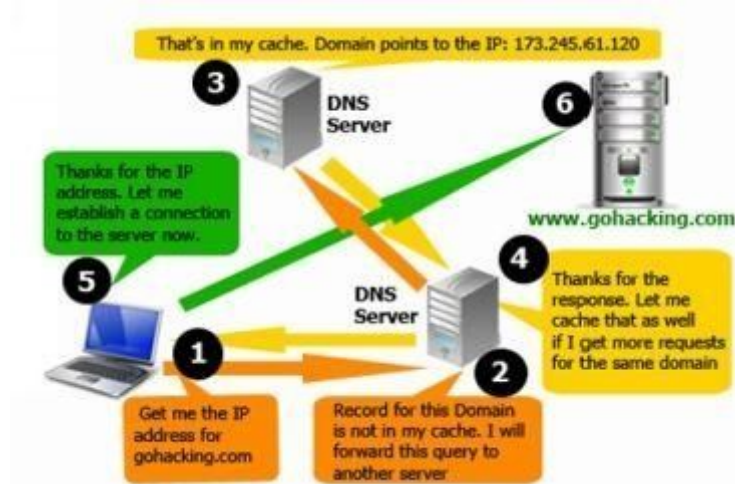 That's in my cache. Domain points to the IP: 173.245.61.120
3
DNS
Server
6
www.gohacking.com
Thanks for the IP
address. Let me
establish a connection
to the server now.
5
4
DNS
Server
Thanks for the
response. Let me
cache that as well
if I get more requests
for the same domain
1
2
Get me the IP
address for
gohacking.com
Record for this Domain
is not in my cache. I will
forward this query to
another server